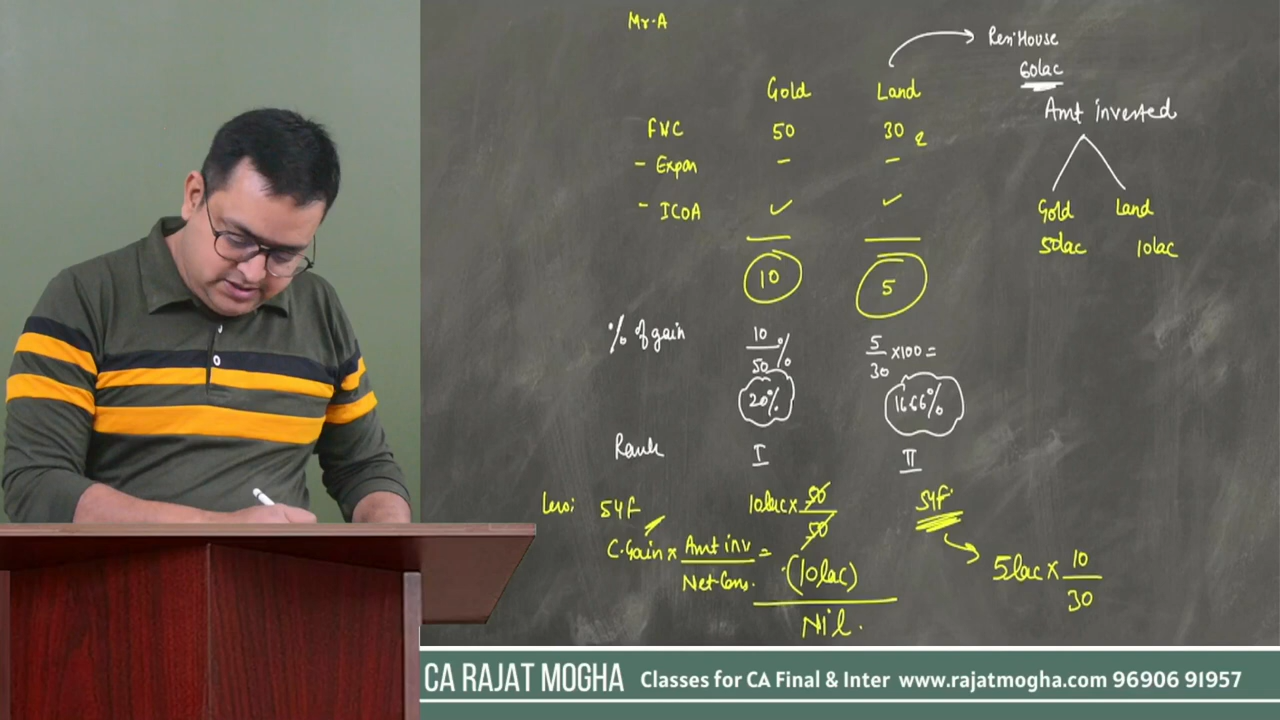 Mr. A
Res. House
60 lac
Gold Land
Amt invested
FVC 50 30
- Expen - -
- ICOA ✓ ✓
Gold Land
50lac 10lac
10 5
% of gain 10/50 % 5/30 ×100 =
20% 16.66%
Rank I II
Less: 54F 10lac × 50/50 54F
C.Gain × Amt inv/Net Cons. = (10lac) 5lac × 10/30
Nil.
CA RAJAT MOGHA Classes for CA Final & Inter www.rajatmogha.com 96906 91957